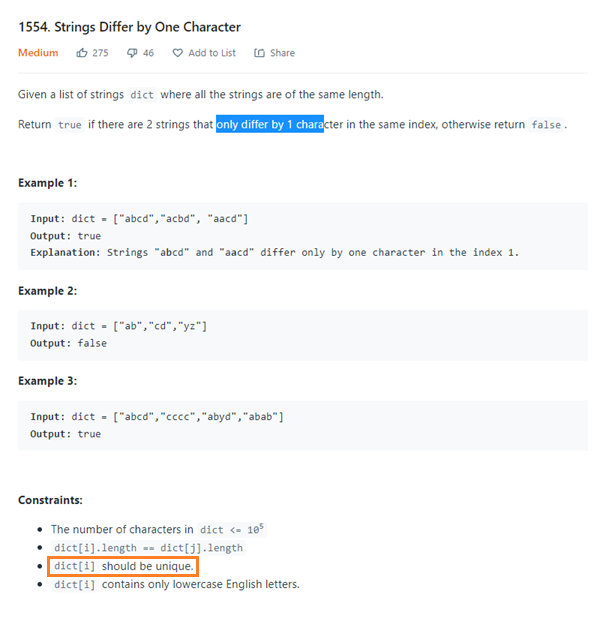 1554. Strings Differ by One Character
Medium 275 46 Add to List Share
Given a list of strings dict where all the strings are of the same length.
Return true if there are 2 strings that only differ by 1 character in the same index, otherwise return false .
Example 1:
Input: dict = ["abcd","acbd", "aacd"]
Output: true
Explanation: Strings "abcd" and "aacd" differ only by one character in the index 1.
Example 2:
Input: dict = ["ab","cd","yz"]
Output: false
Example 3:
Input: dict = ["abcd","cccc","abyd","abab"]
Output: true
Constraints:
• The number of characters in dict <= 10⁵
• dict[i].length == dict[j].length
• dict[i] should be unique.
• dict[i] contains only lowercase English letters.